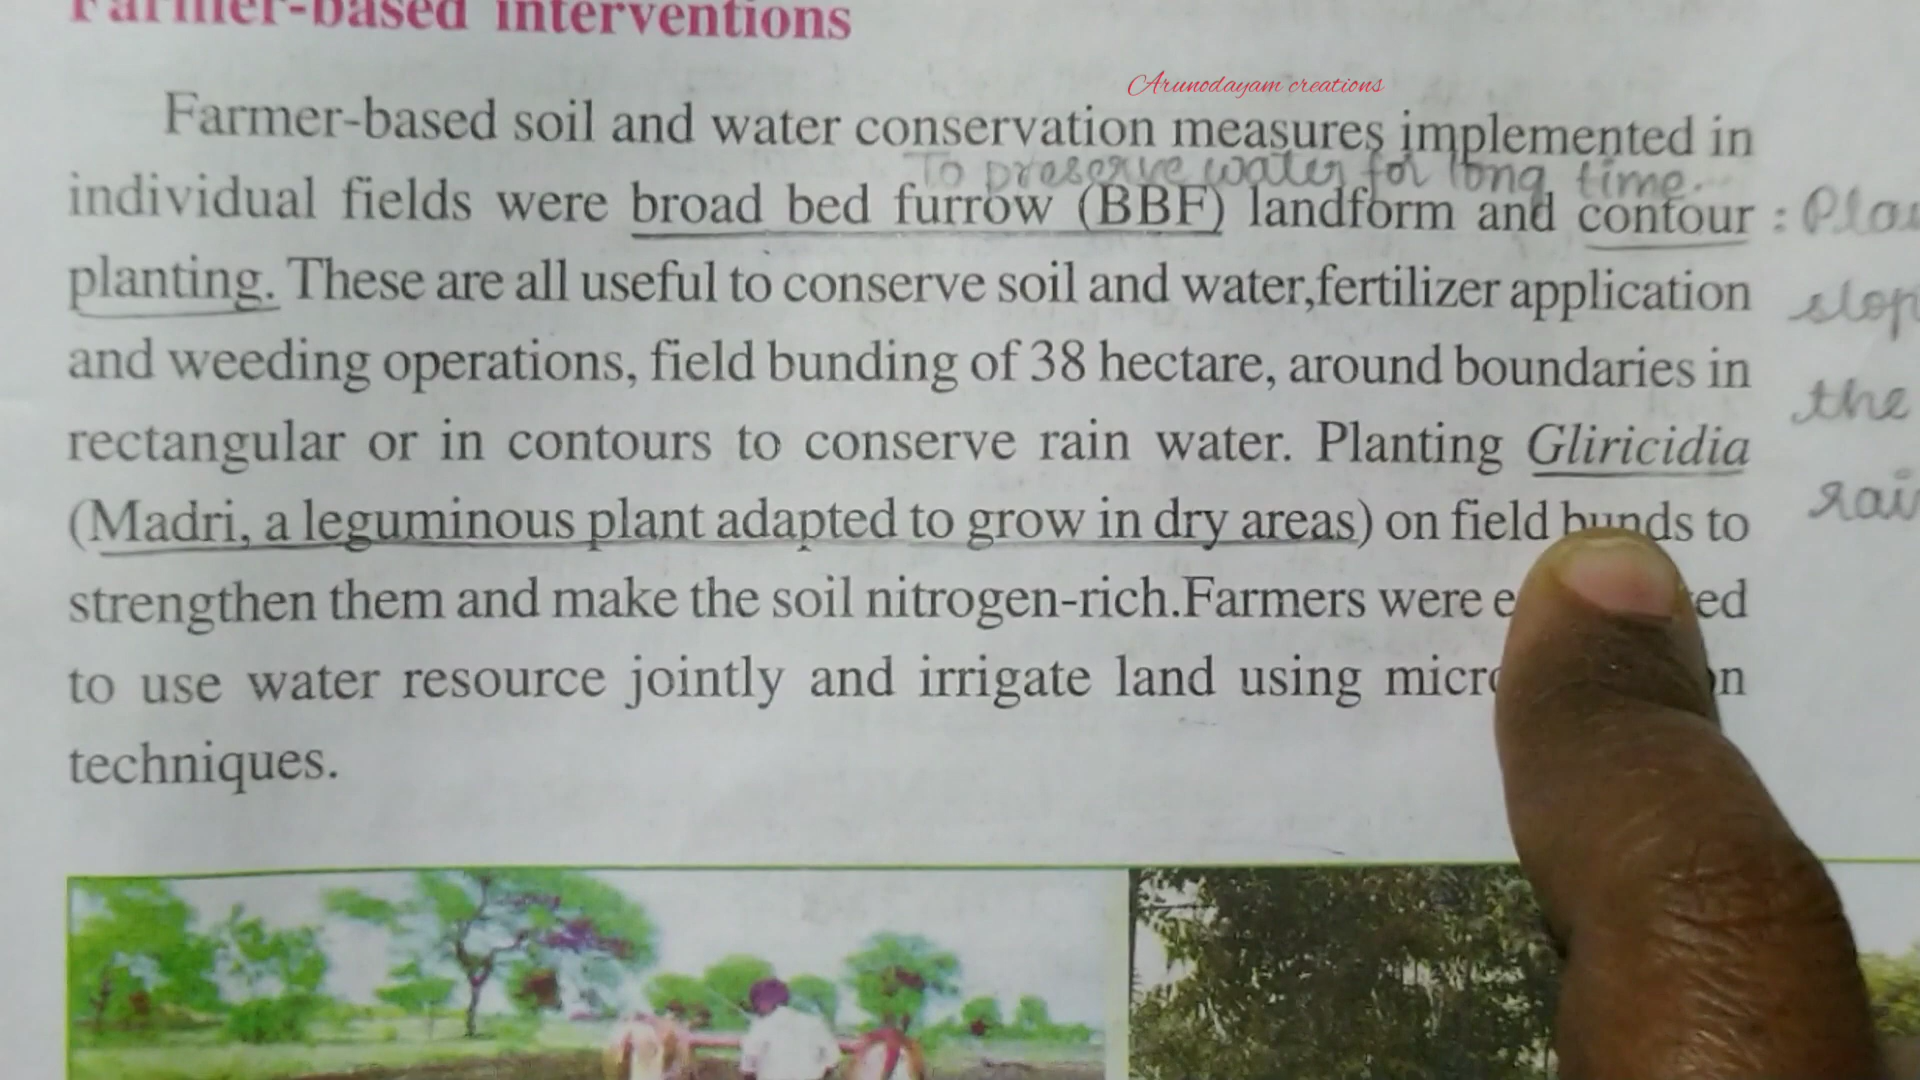 Farmer-based interventions
Arunodayam creations
Farmer-based soil and water conservation measures implemented in
To preserve water for long time.
individual fields were broad bed furrow (BBF) landform and contour :
planting. These are all useful to conserve soil and water,fertilizer application
and weeding operations, field bunding of 38 hectare, around boundaries in
the
rectangular or in contours to conserve rain water. Planting Gliricidia
(Madri, a leguminous plant adapted to grow in dry areas) on field bunds to
strengthen them and make the soil nitrogen-rich.Farmers were
to use water resource jointly and irrigate land using
techniques.